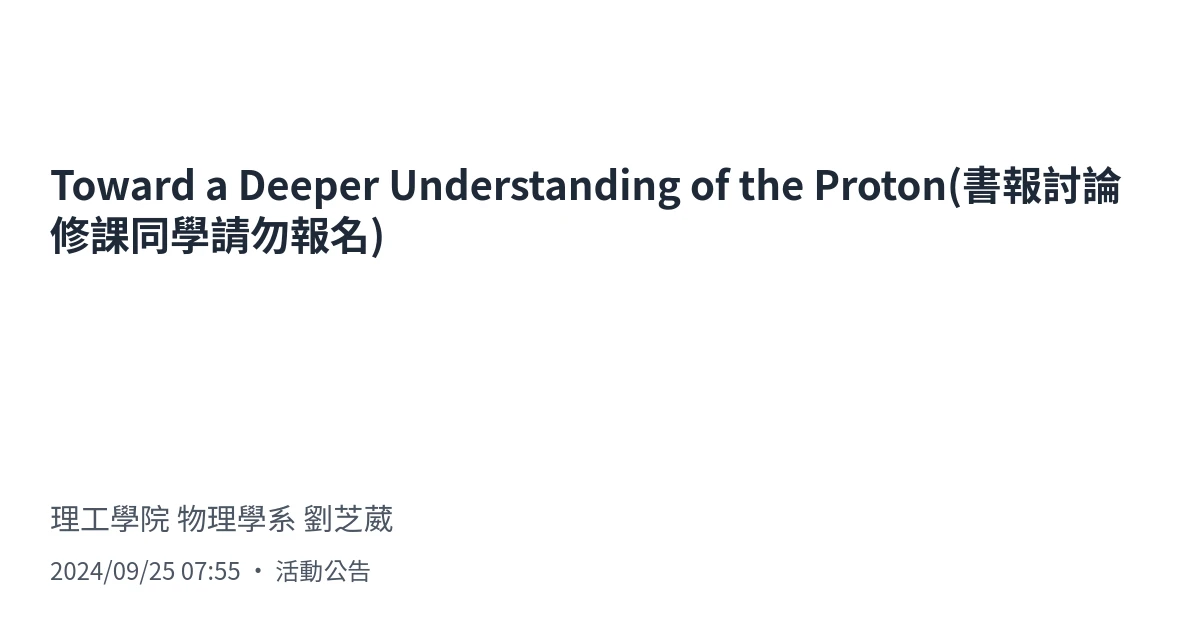 Toward a Deeper Understanding of the Proton(書報討論
修課同學請勿報名)
理工學院 物理學系 劉芝葳
2024/09/25 07:55 • 活動公告